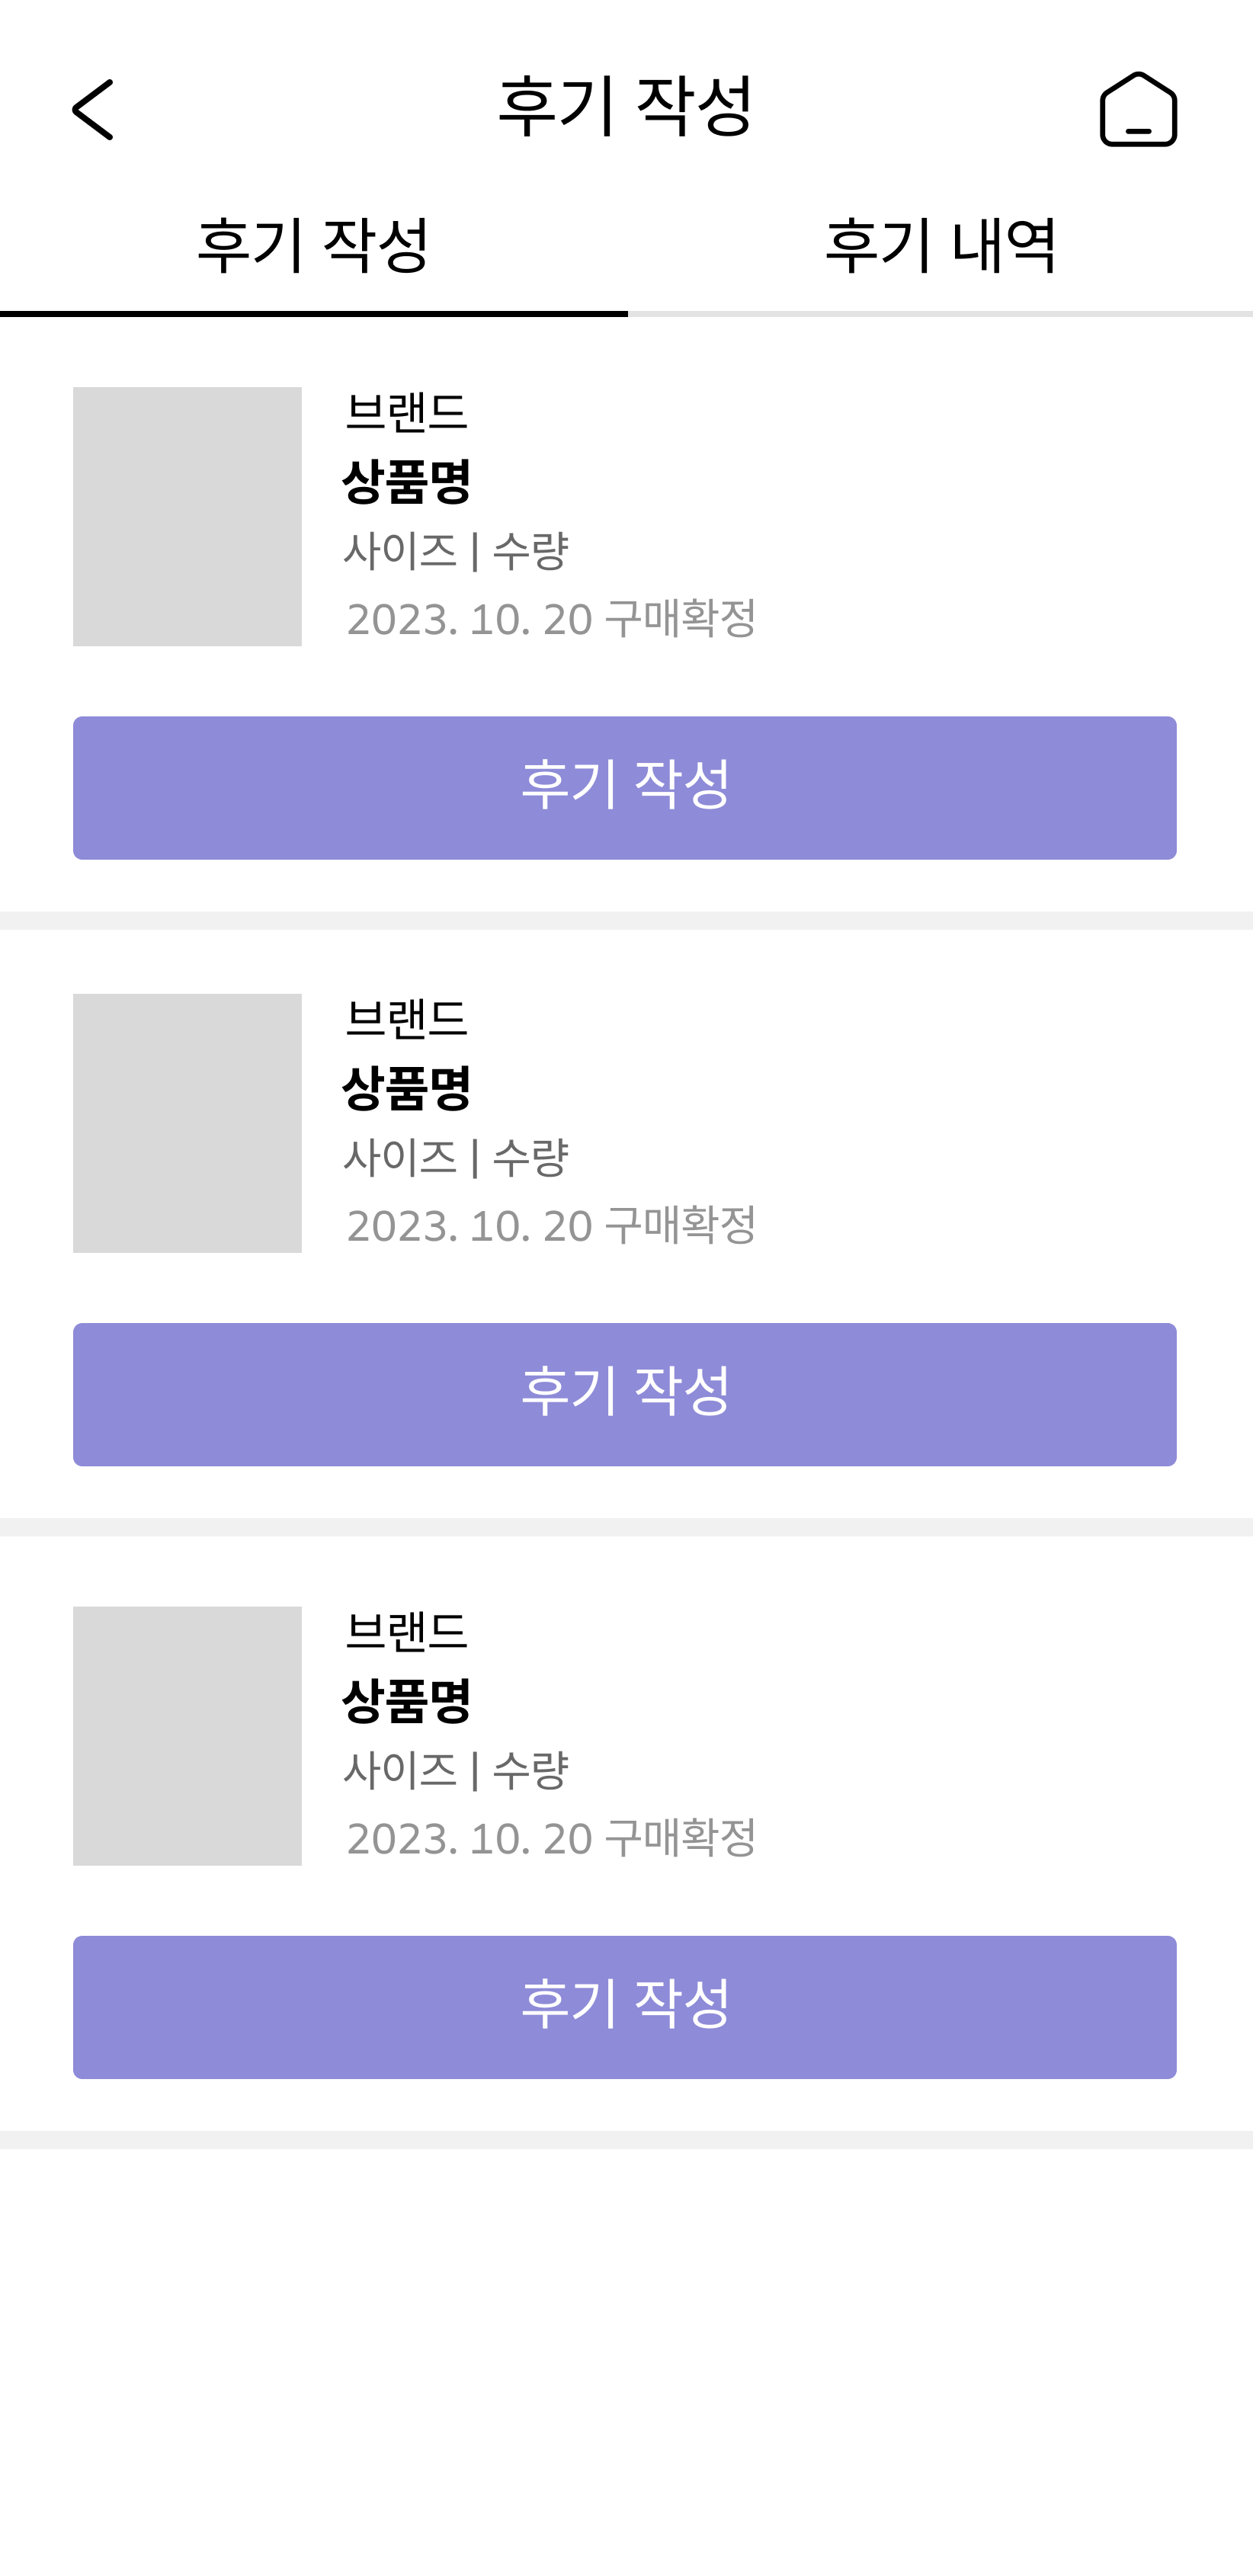 후기 작성
후기 작성 후기 내역
브랜드
상품명
사이즈 | 수량
2023. 10. 20 구매확정
후기 작성
브랜드
상품명
사이즈 | 수량
2023. 10. 20 구매확정
후기 작성
브랜드
상품명
사이즈 | 수량
2023. 10. 20 구매확정
후기 작성